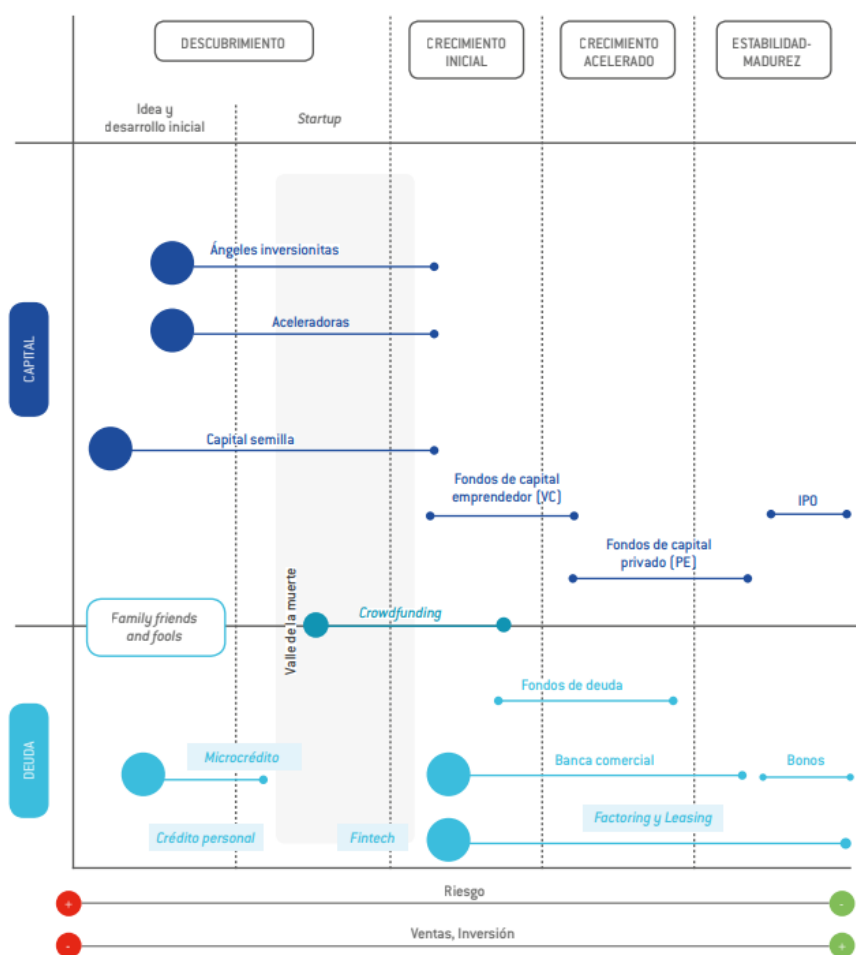 DESCUBRIMIENTO
CRECIMIENTO
INICIAL
CRECIMIENTO
ACELERADO
ESTABILIDAD-
MADUREZ
Idea y
desarrollo inicial
Startup
CAPITAL
Ángeles inversionitas
Aceleradoras
Capital semilla
Fondos de capital
emprendedor (VC)
IPO
Fondos de capital
privado (PE)
Valle de la muerte
Family friends
and fools
Crowdfunding
DEUDA
Fondos de deuda
Microcrédito
Banca comercial
Bonos
Crédito personal
Fintech
Factoring y Leasing
+
Riesgo
-
-
Ventas, Inversión
+